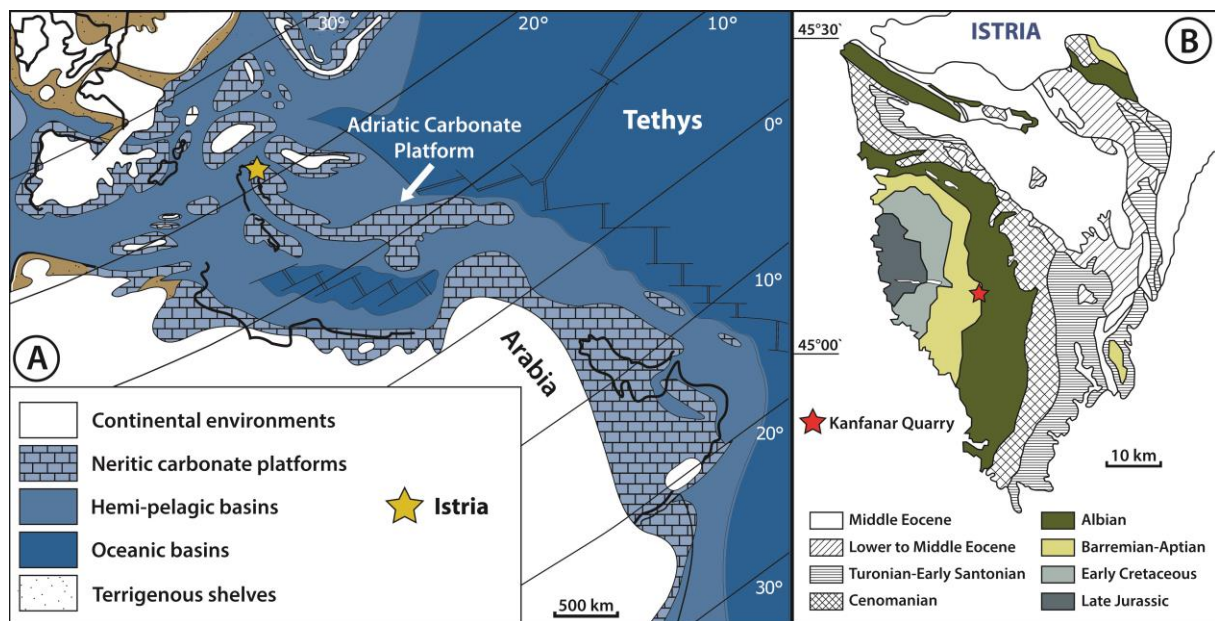 30°
20°
10°
Tethys
Adriatic Carbonate
Platform
0°
10°
Arabia
20°
30°
A
Continental environments
Neritic carbonate platforms
Hemi-pelagic basins
Oceanic basins
Terrigenous shelves
Istria
500 km
45°30`
ISTRIA
B
45°00`
Kanfanar Quarry
10 km
Middle Eocene
Lower to Middle Eocene
Turonian-Early Santonian
Cenomanian
Albian
Barremian-Aptian
Early Cretaceous
Late Jurassic